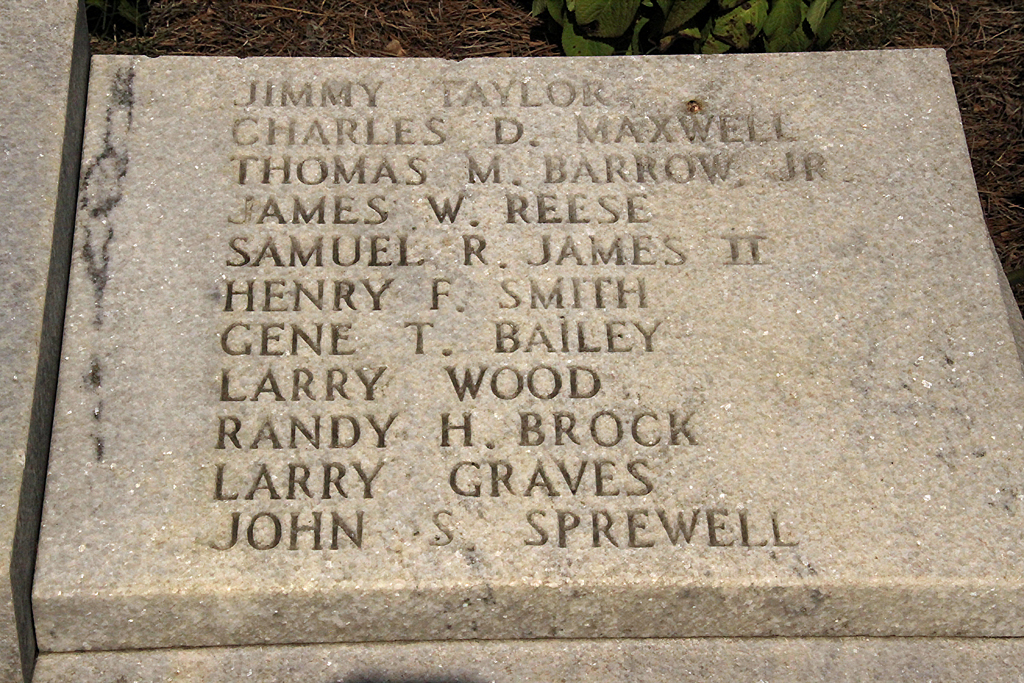 JIMMY TAYLOR
CHARLES D. MAXWELL
THOMAS M. BARROW, JR.
JAMES W. REESE
SAMUEL R. JAMES II
HENRY F. SMITH
GENE T. BAILEY
LARRY WOOD
RANDY H. BROCK
LARRY GRAVES
JOHN S SPREWELL